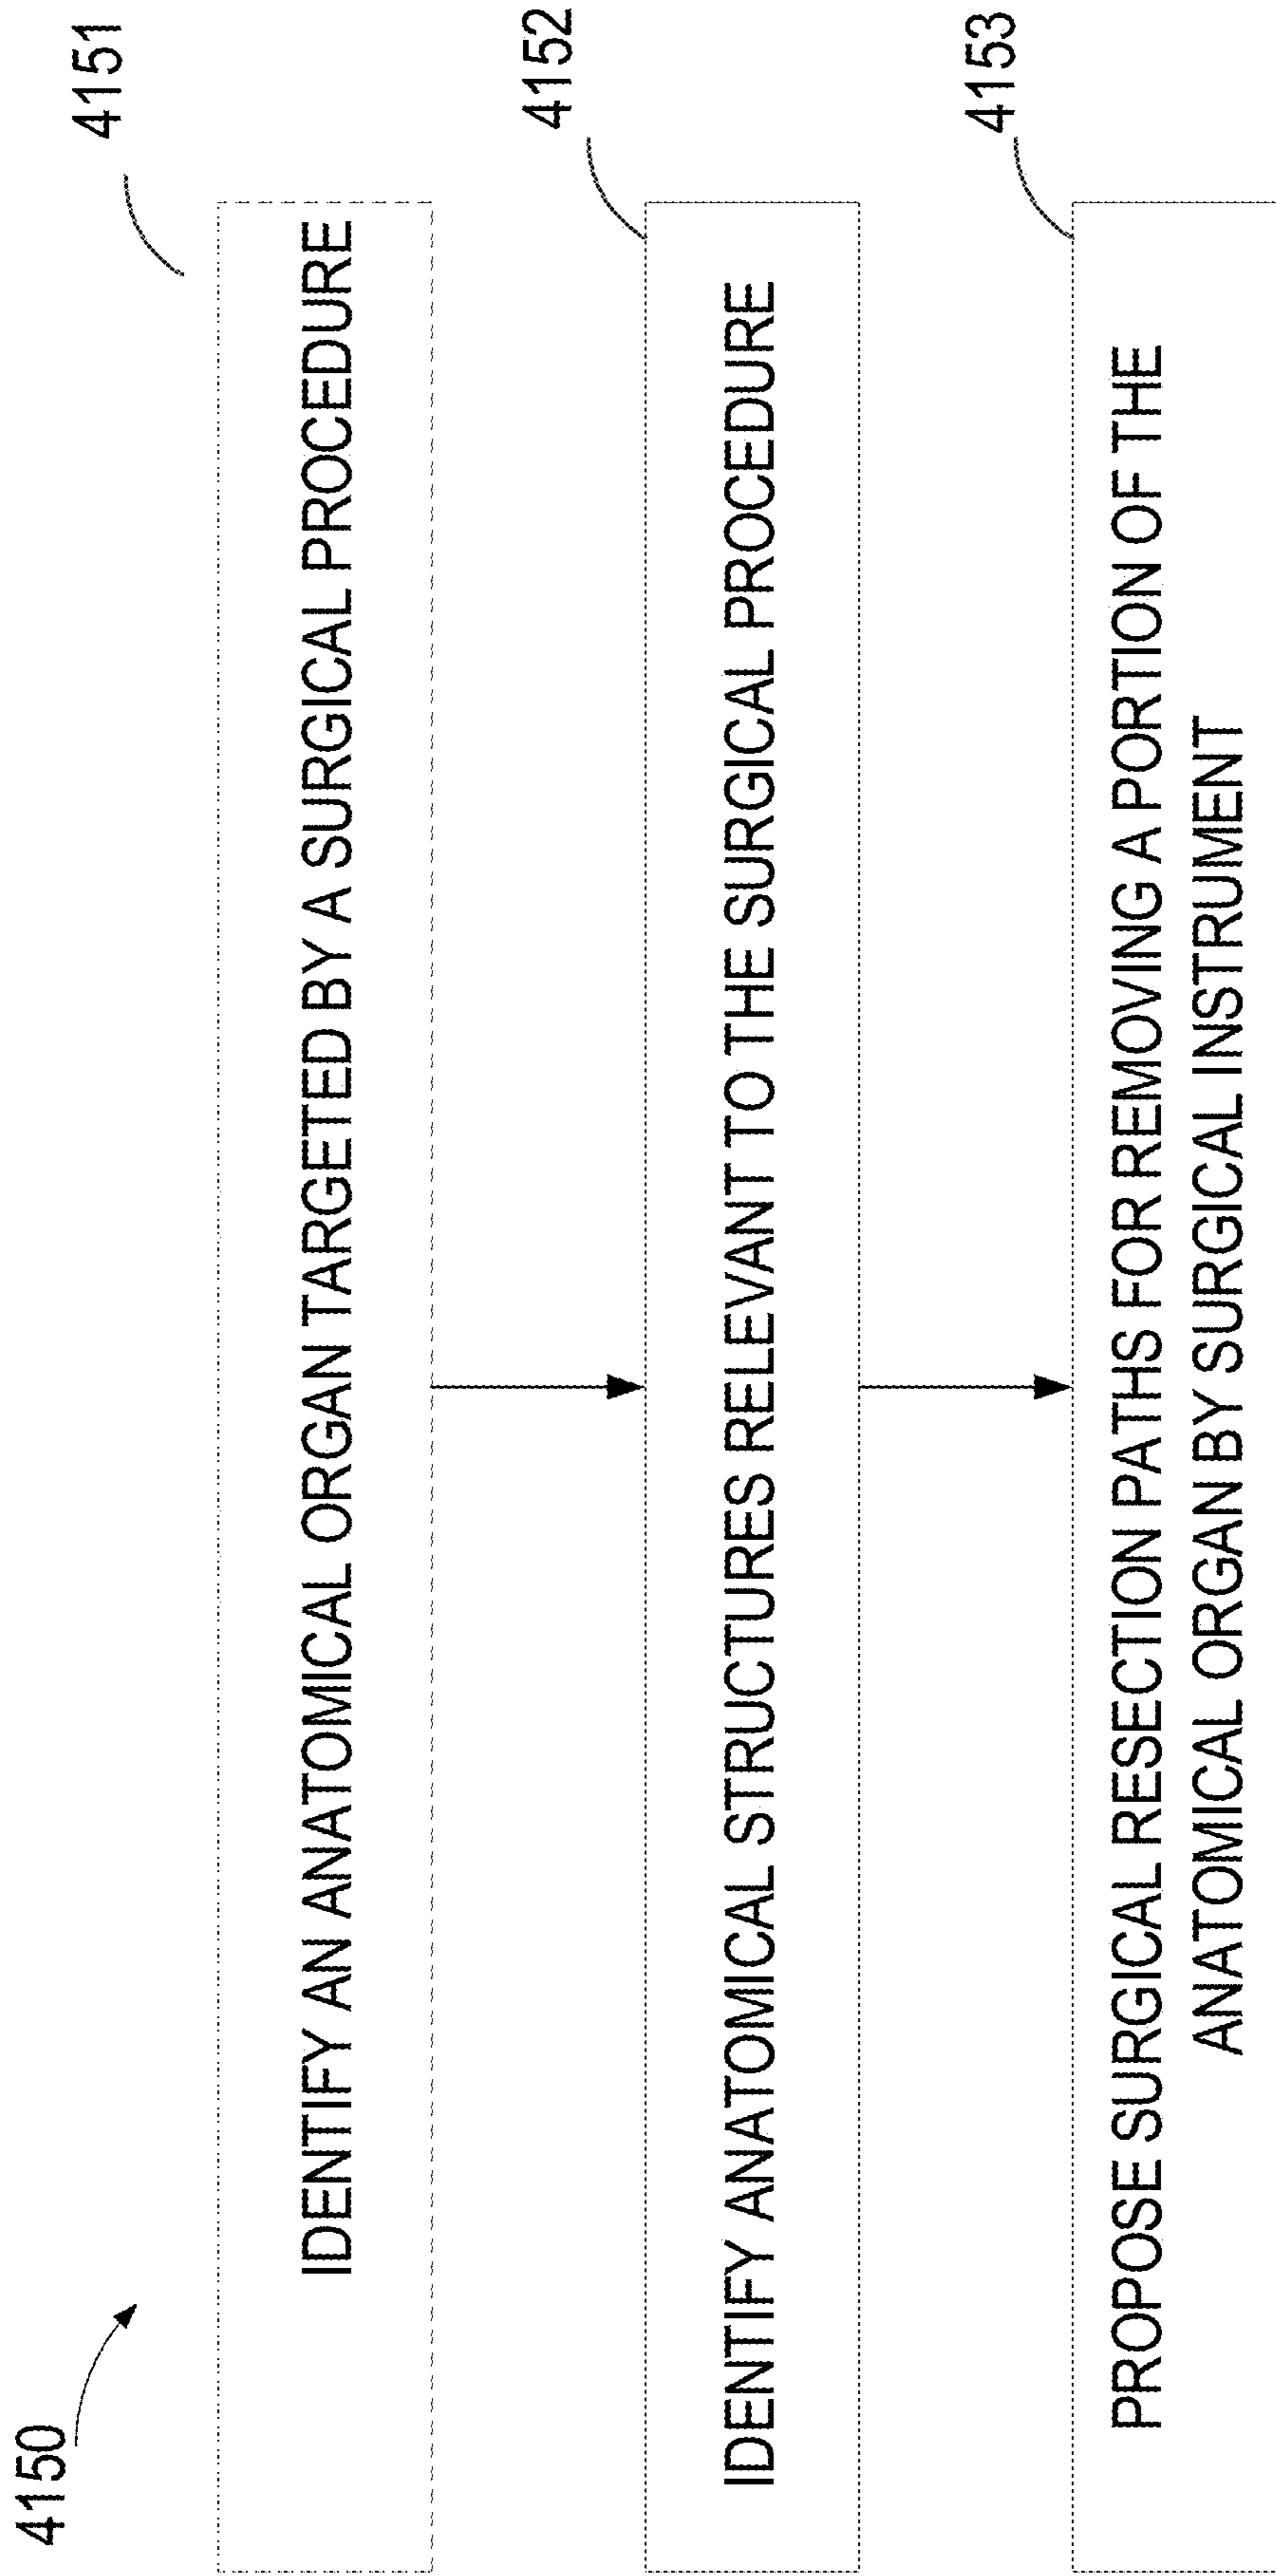 4150
4151
IDENTIFY AN ANATOMICAL ORGAN TARGETED BY A SURGICAL PROCEDURE
4152
IDENTIFY ANATOMICAL STRUCTURES RELEVANT TO THE SURGICAL PROCEDURE
4153
PROPOSE SURGICAL RESECTION PATHS FOR REMOVING A PORTION OF THE
ANATOMICAL ORGAN BY SURGICAL INSTRUMENT